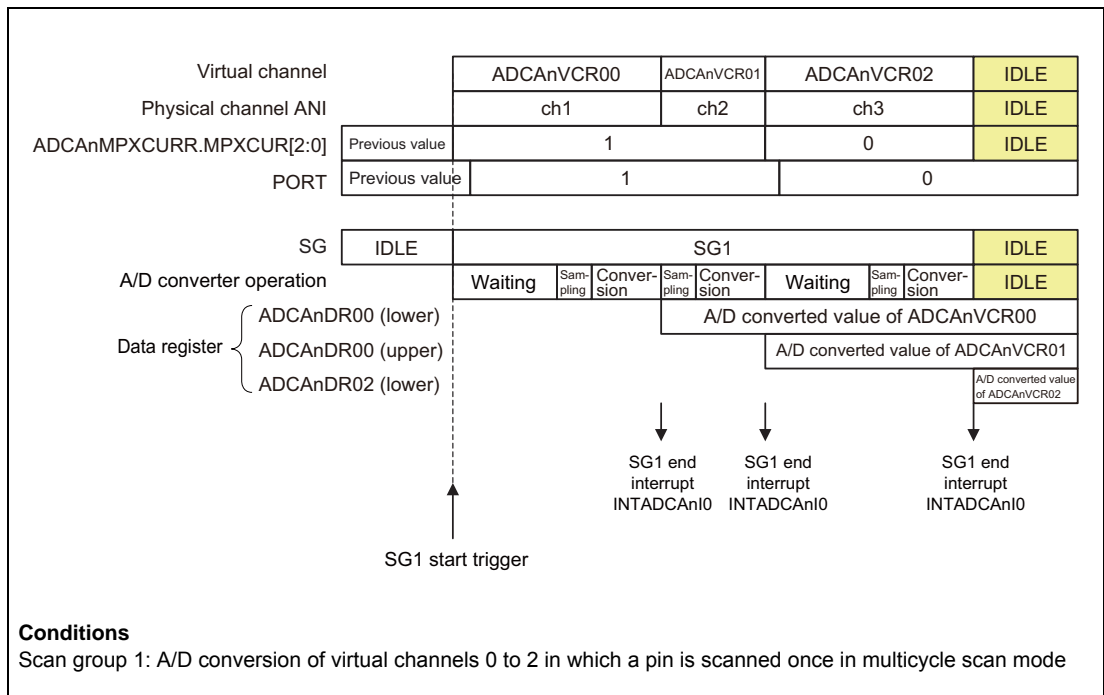 Virtual channel ADCAnVCR00 ADCAnVCR01 ADCAnVCR02 IDLE
Physical channel ANI ch1 ch2 ch3 IDLE
ADCAnMPXCURR.MPXCUR[2:0] Previous value 1 0 IDLE
PORT Previous value 1 0
SG IDLE SG1 IDLE
A/D converter operation Waiting Sam-
pling Conver-
sion Sam-
pling Conver-
sion Waiting Sam-
pling Conver-
sion IDLE
Data register
ADCAnDR00 (lower) A/D converted value of ADCAnVCR00
ADCAnDR00 (upper) A/D converted value of ADCAnVCR01
ADCAnDR02 (lower) A/D converted value
of ADCAnVCR02
SG1 end
interrupt
INTADCAnI0
SG1 end
interrupt
INTADCAnI0
SG1 end
interrupt
INTADCAnI0
SG1 start trigger
Conditions
Scan group 1: A/D conversion of virtual channels 0 to 2 in which a pin is scanned once in multicycle scan mode